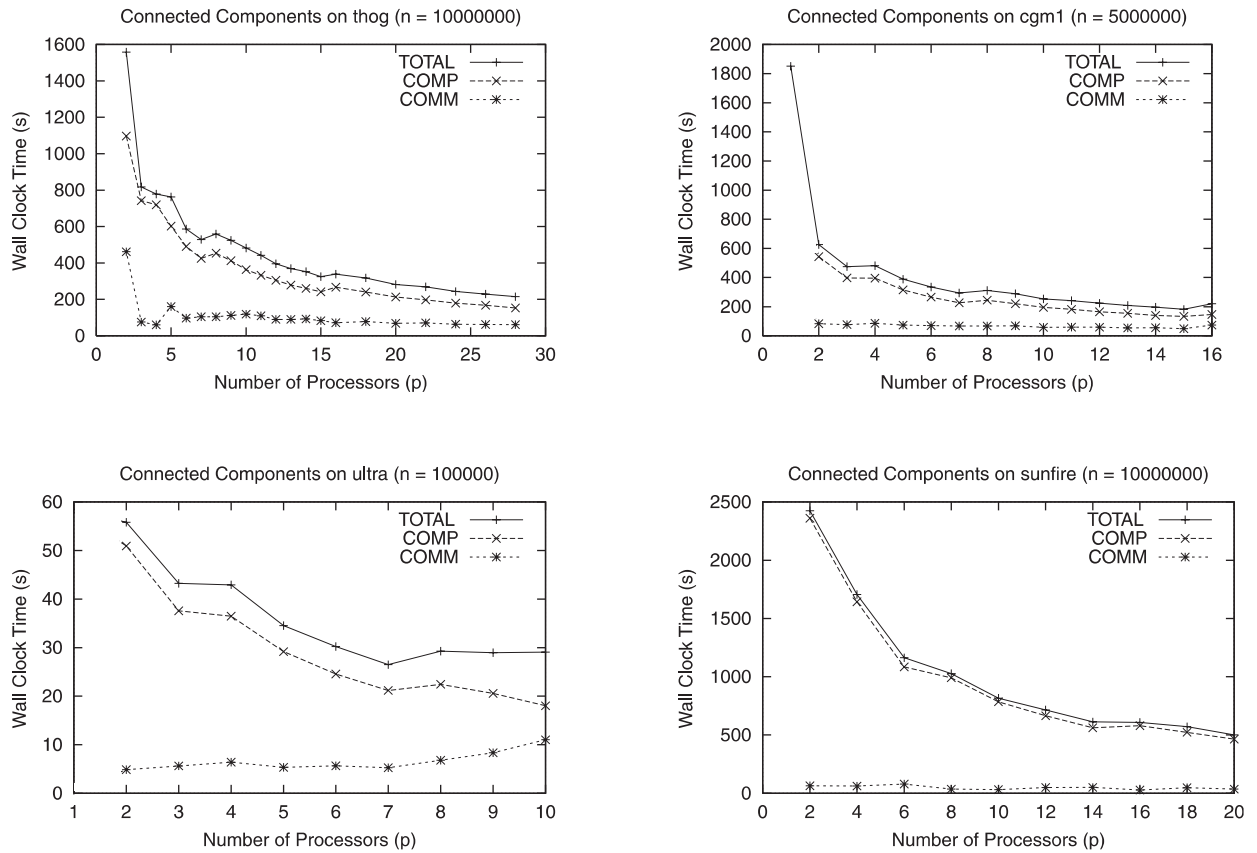 Connected Components on thog (n = 10000000)
Wall Clock Time (s)
1600
1400
1200
1000
800
600
400
200
0
TOTAL
COMP
COMM
0 5 10 15 20 25 30
Number of Processors (p)
Connected Components on cgm1 (n = 5000000)
Wall Clock Time (s)
2000
1800
1600
1400
1200
1000
800
600
400
200
0
TOTAL
COMP
COMM
0 2 4 6 8 10 12 14 16
Number of Processors (p)
Connected Components on ultra (n = 100000)
Wall Clock Time (s)
60
50
40
30
20
10
0
TOTAL
COMP
COMM
1 2 3 4 5 6 7 8 9 10
Number of Processors (p)
Connected Components on sunfire (n = 10000000)
Wall Clock Time (s)
2500
2000
1500
1000
500
0
TOTAL
COMP
COMM
0 2 4 6 8 10 12 14 16 18 20
Number of Processors (p)